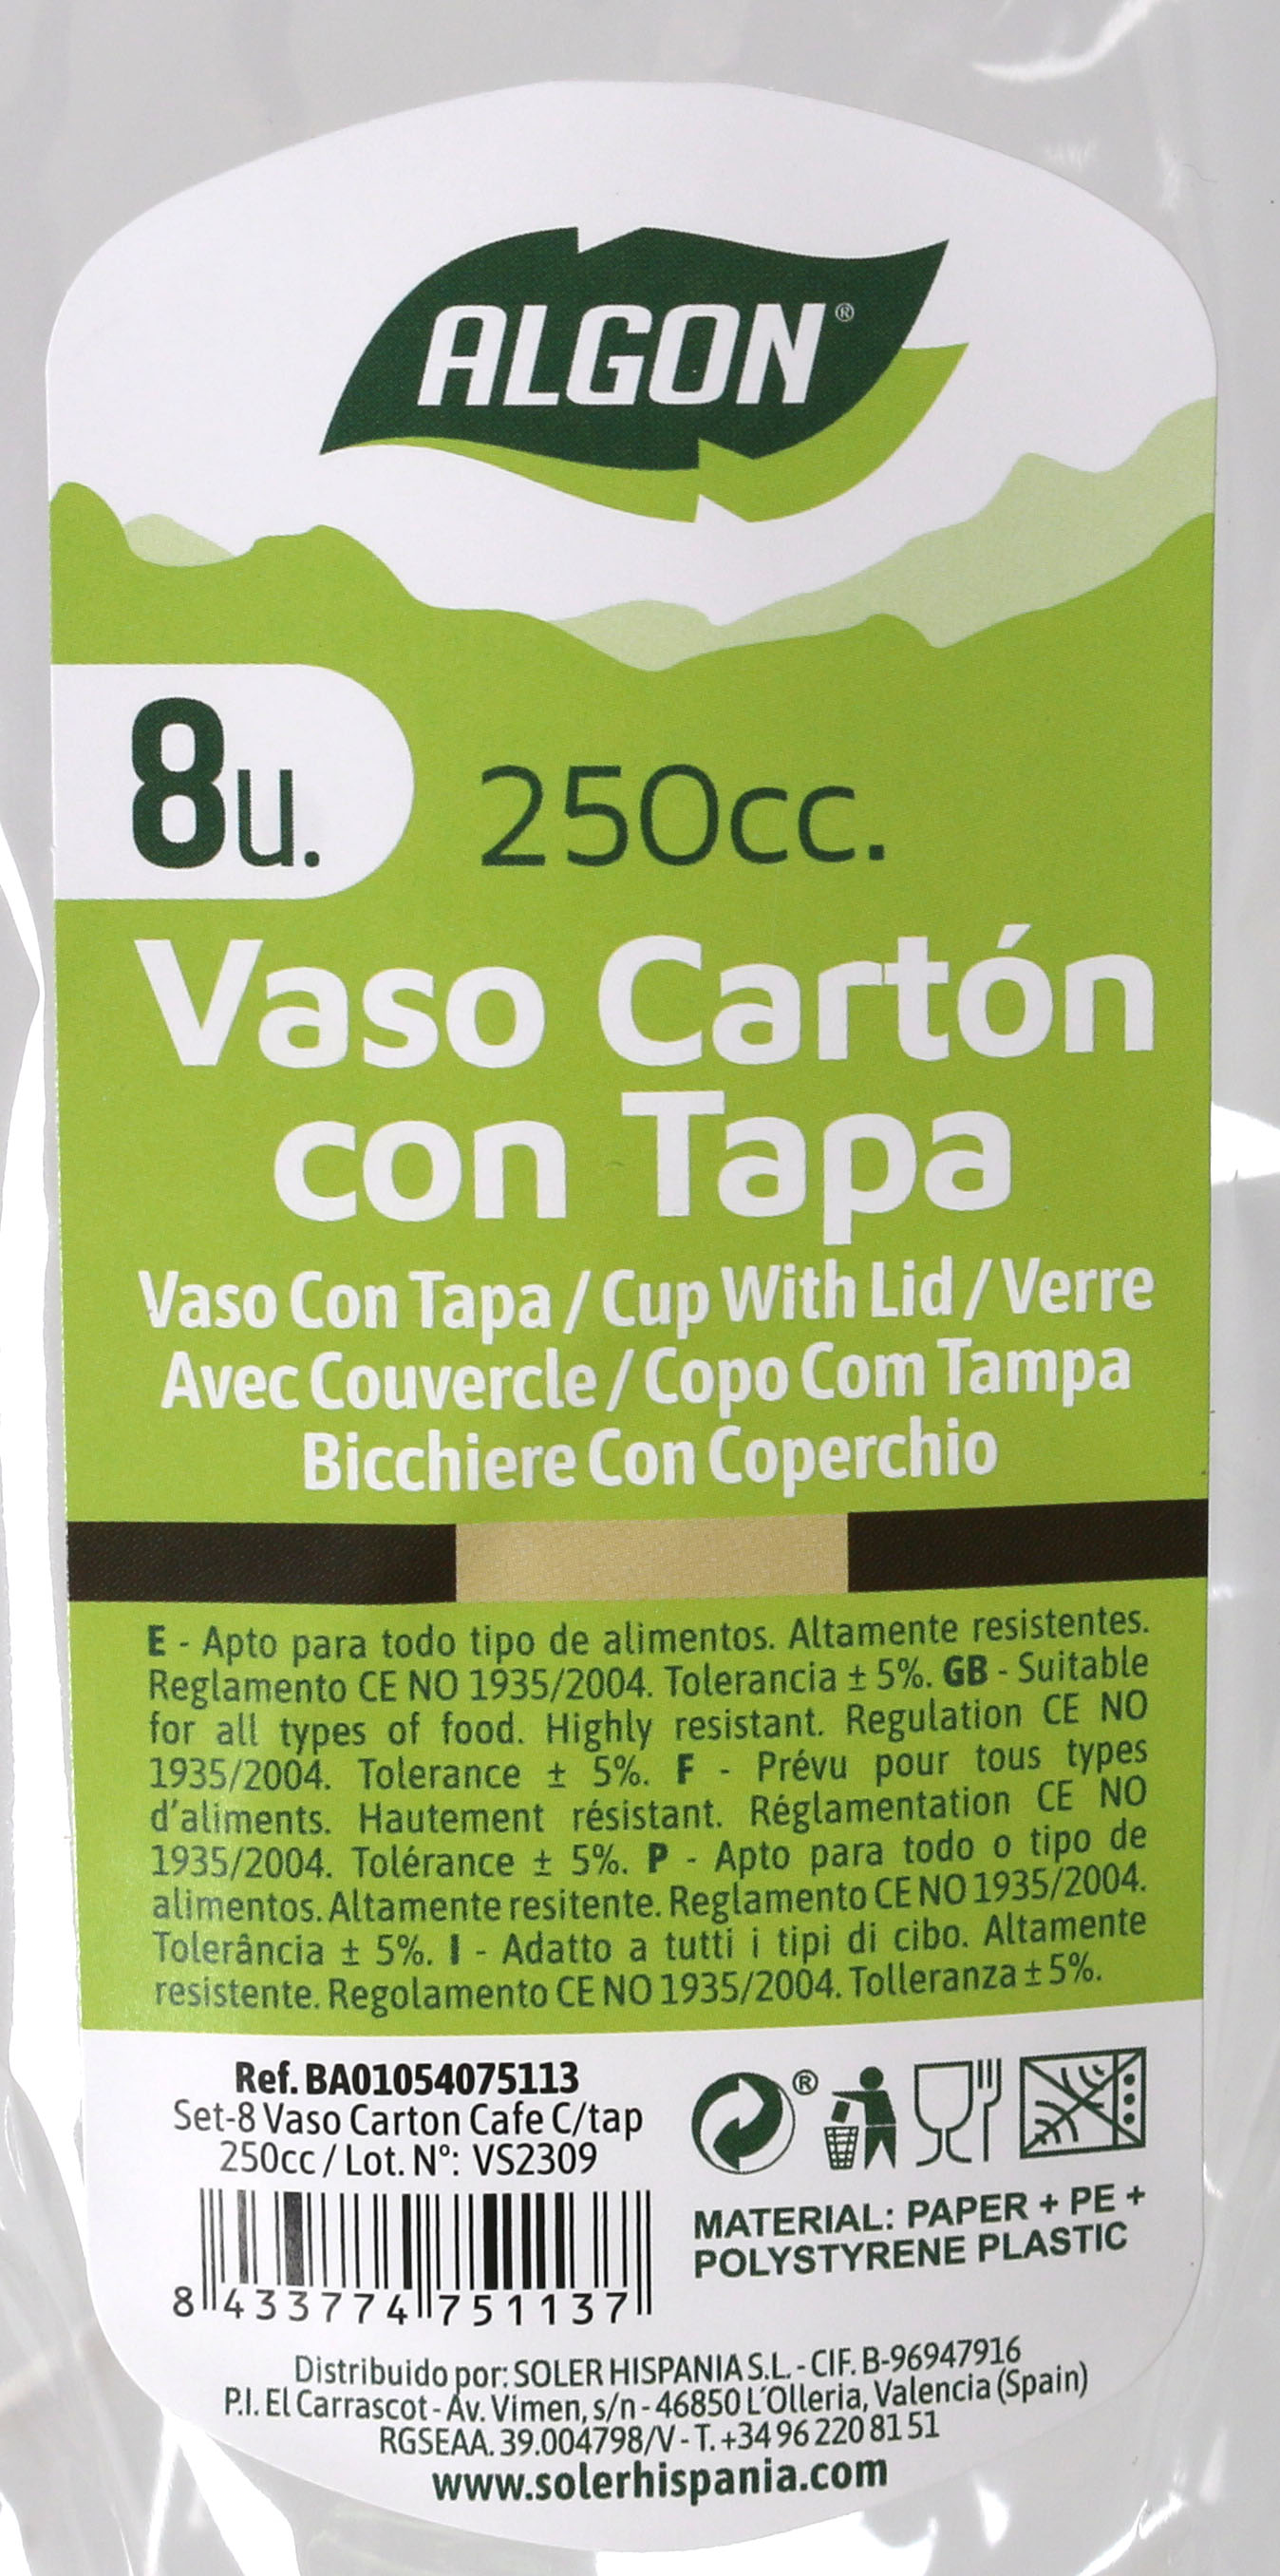 ALGON®
8u. 250cc.
Vaso Cartón
con Tapa
Vaso Con Tapa / Cup With Lid / Verre
Avec Couvercle / Copo Com Tampa
Bicchiere Con Coperchio
E - Apto para todo tipo de alimentos. Altamente resistentes.
Reglamento CE NO 1935/2004. Tolerancia ± 5%. GB - Suitable
for all types of food. Highly resistant. Regulation CE NO
1935/2004. Tolerance ± 5%. F - Prévu pour tous types
d'aliments. Hautement résistant. Réglamentation CE NO
1935/2004. Tolérance ± 5%. P - Apto para todo o tipo de
alimentos. Altamente resitente. Reglamento CE NO 1935/2004.
Tolerância ± 5%. I - Adatto a tutti i tipi di cibo. Altamente
resistente. Regolamento CE NO 1935/2004. Tolleranza ± 5%.
Ref. BA01054075113
Set-8 Vaso Carton Cafe C/tap
250cc / Lot. Nº: VS2309
8 433774 751137
®
MATERIAL: PAPER + PE +
POLYSTYRENE PLASTIC
Distribuido por: SOLER HISPANIA S.L. - CIF. B-96947916
P.I. El Carrascot - Av. Vimen, s/n - 46850 L´Olleria, Valencia (Spain)
RGSEAA. 39.004798/V - T. +34 96 220 81 51
www.solerhispania.com